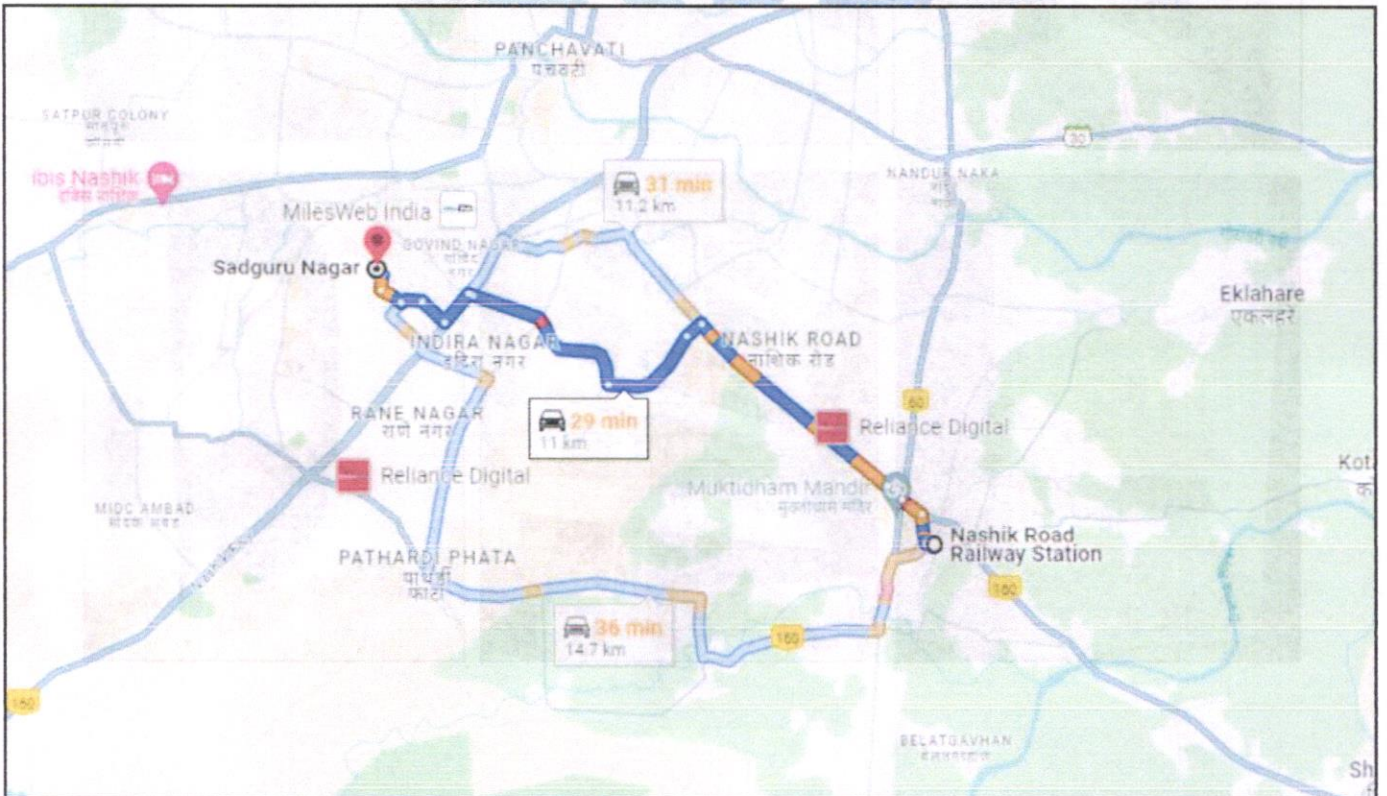 PANCHAVATI
पंचवटी
SATPUR COLONY
ibis Nashik
30
NANDUR NAKA
31 min
11.2 km
MilesWeb India
GOVIND NAGAR
गोविंद
नगर
Sadguru Nagar
Eklahare
एकलहरे
INDIRA NAGAR
इंदिरा नगर
NASHIK ROAD
नाशिक रोड
RANE NAGAR
राणे नगर
29 min
11 km
60
Reliance Digital
Reliance Digital
Muktidham Mandir
मुक्तीधाम मंदिर
MIDC AMBAD
Nashik Road
Railway Station
PATHARDI PHATA
पाथर्डी
फाटा
160
36 min
14.7 km
160
160
BELATGAVHAN